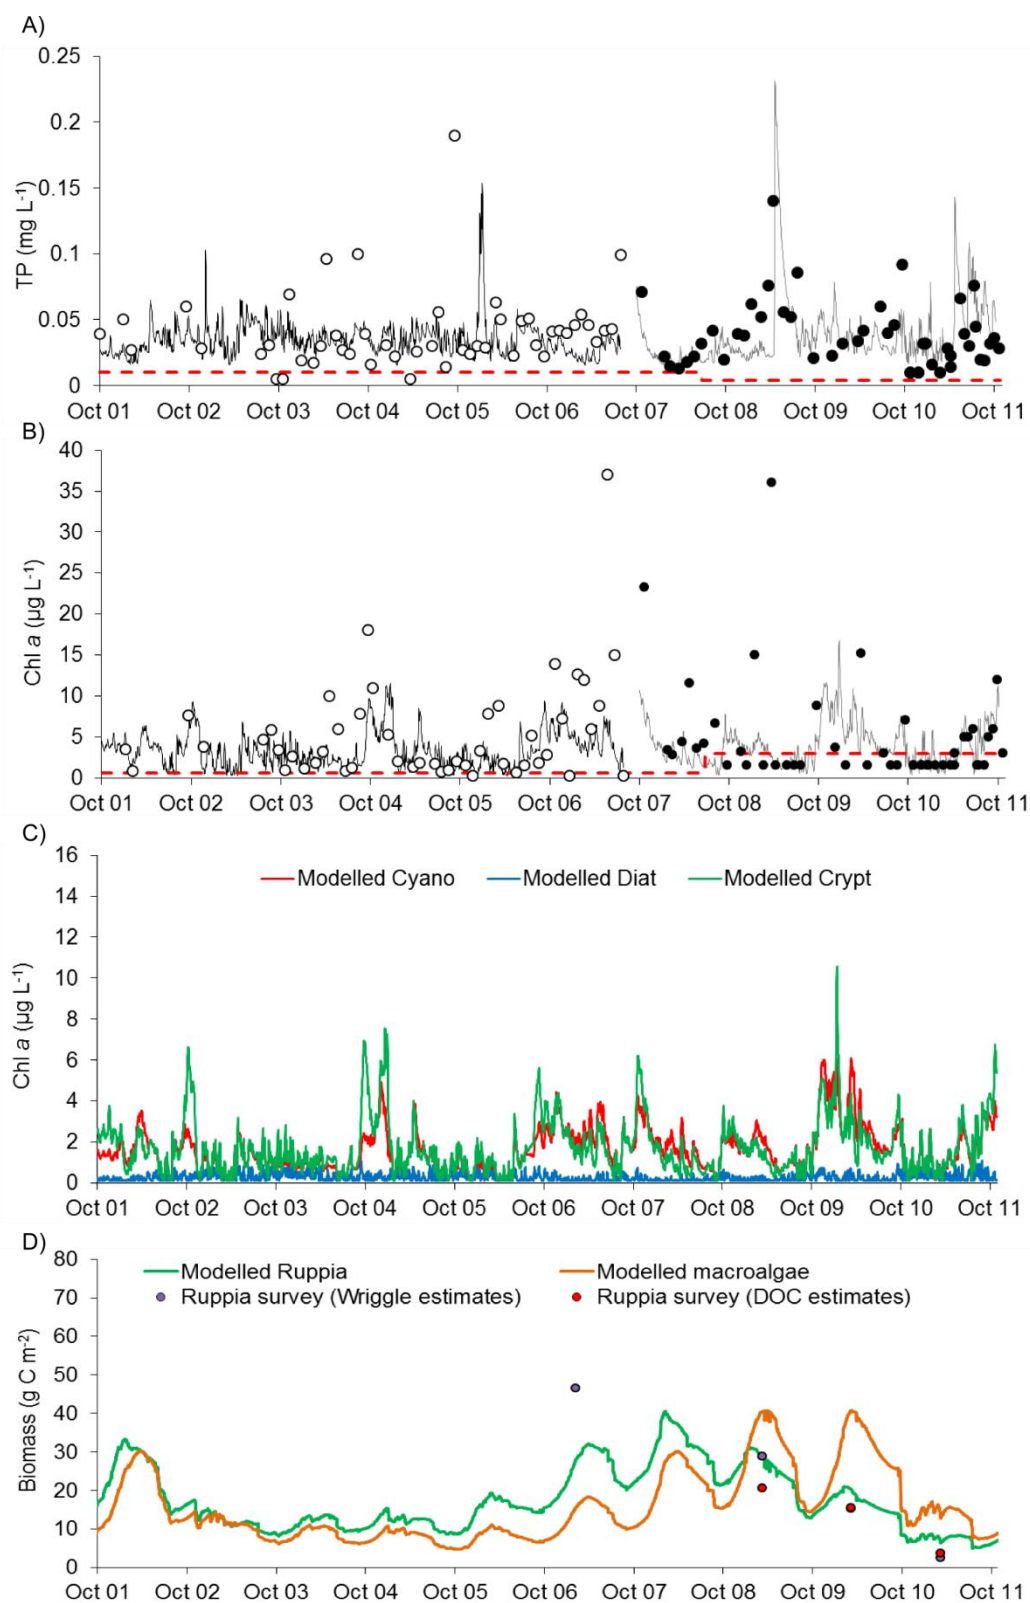 A)
0.25
0.2
0.15
0.1
0.05
0
TP (mg L-1)
Oct 01 Oct 02 Oct 03 Oct 04 Oct 05 Oct 06 Oct 07 Oct 08 Oct 09 Oct 10 Oct 11
B)
40
35
30
25
20
15
10
5
0
Chl a (µg L-1)
Oct 01 Oct 02 Oct 03 Oct 04 Oct 05 Oct 06 Oct 07 Oct 08 Oct 09 Oct 10 Oct 11
C)
16
14
12
10
8
6
4
2
0
Chl a (µg L-1)
Modelled Cyano Modelled Diat Modelled Crypt
Oct 01 Oct 02 Oct 03 Oct 04 Oct 05 Oct 06 Oct 07 Oct 08 Oct 09 Oct 10 Oct 11
D)
80
70
60
50
40
30
20
10
0
Biomass (g C m-2)
Modelled Ruppia Modelled macroalgae
Ruppia survey (Wriggle estimates) Ruppia survey (DOC estimates)
Oct 01 Oct 02 Oct 03 Oct 04 Oct 05 Oct 06 Oct 07 Oct 08 Oct 09 Oct 10 Oct 11